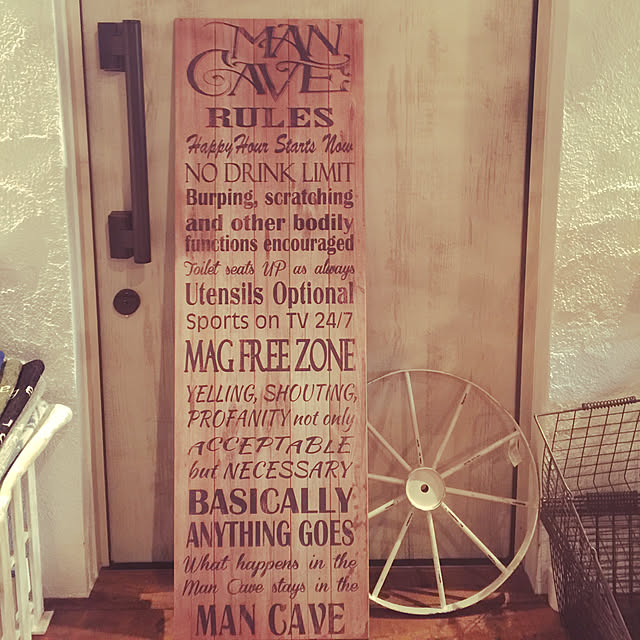 MAN
CAVE
RULES
Happy Hour Starts Now
NO DRINK LIMIT
Burping, scratching
and other bodily
functions encouraged
Toilet seats UP as always
Utensils Optional
Sports on TV 24/7
MAG FREE ZONE
YELLING, SHOUTING,
PROFANITY not only
ACCEPTABLE
but NECESSARY
BASICALLY
ANYTHING GOES
What happens in the
Man Cave stays in the
MAN CAVE